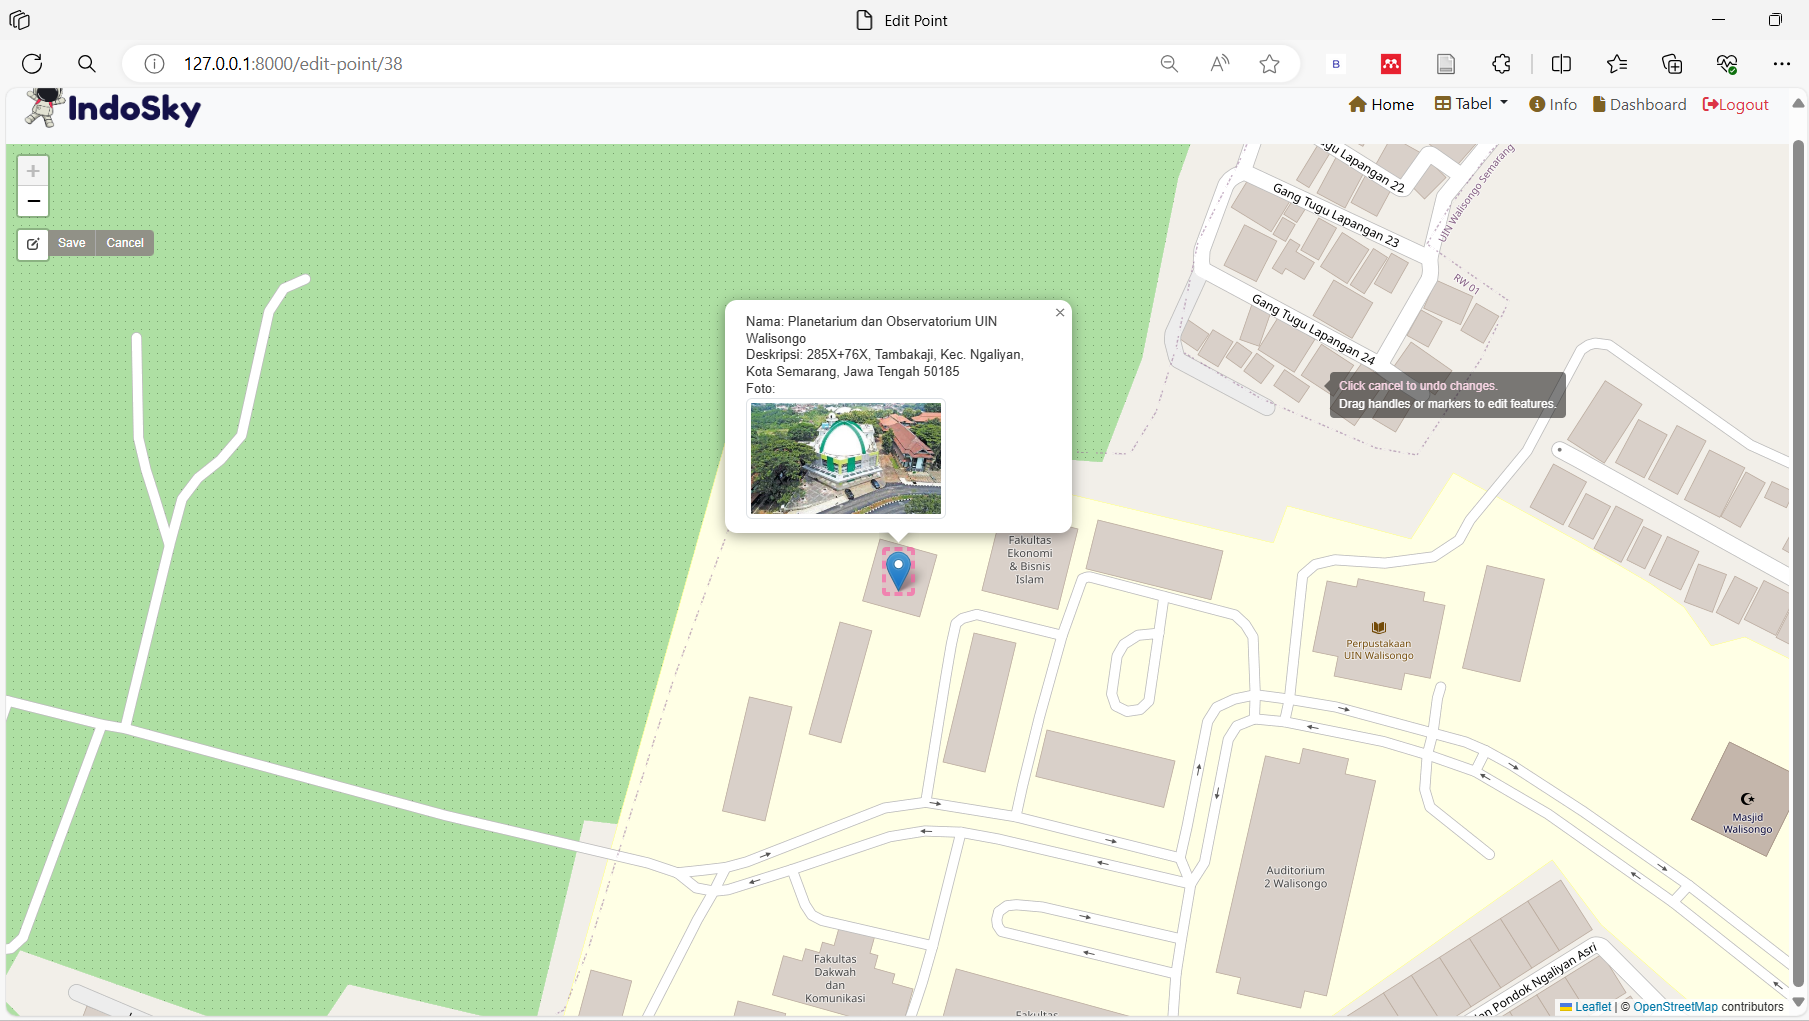 Edit Point
127.0.0.1:8000/edit-point/38
B
IndoSky
Home
Tabel
Info
Dashboard
Logout
+
−
Save
Cancel
Nama: Planetarium dan Observatorium UIN
Walisongo
Deskripsi: 285X+76X, Tambakaji, Kec. Ngaliyan,
Kota Semarang, Jawa Tengah 50185
Foto:
×
gu Lapangan 22
Gang Tugu Lapangan 23
Gang Tugu Lapangan 24
UIN Walisongo Semarang
RW 01
Click cancel to undo changes.
Drag handles or markers to edit features.
Fakultas
Ekonomi
& Bisnis
Islam
Perpustakaan
UIN Walisongo
Masjid
Walisongo
Auditorium
2 Walisongo
Fakultas
Dakwah
dan
Komunikasi
Fakultas
an Pondok Ngaliyan Asri
Leaflet | © OpenStreetMap contributors